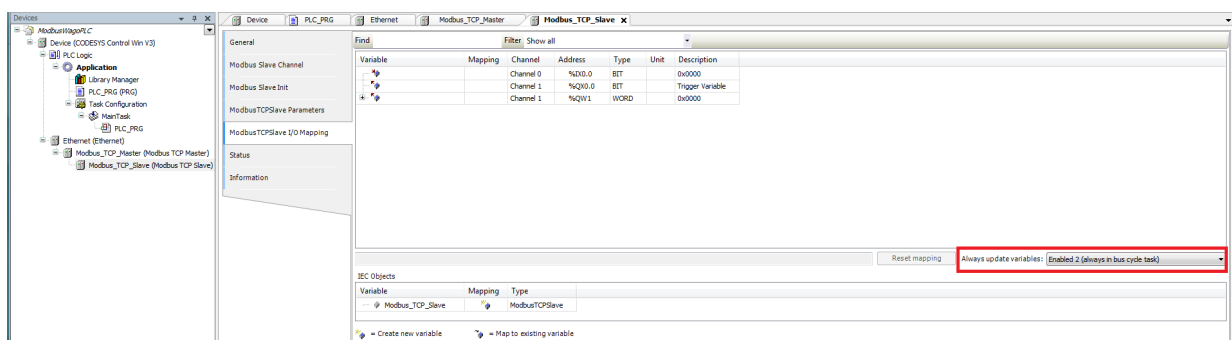 Devices
ModbusWagoPLC
Device (CODESYS Control Win V3)
PLC Logic
Application
Library Manager
PLC_PRG (PRG)
Task Configuration
MainTask
PLC_PRG
Ethernet (Ethernet)
Modbus_TCP_Master (Modbus TCP Master)
Modbus_TCP_Slave (Modbus TCP Slave)
Device PLC_PRG Ethernet Modbus_TCP_Master Modbus_TCP_Slave X
General
Modbus Slave Channel
Modbus Slave Init
ModbusTCPSlave Parameters
ModbusTCPSlave I/O Mapping
Status
Information
Find Filter Show all
Variable Mapping Channel Address Type Unit Description
Channel 0 %IX0.0 BIT 0x0000
Channel 1 %QX0.0 BIT Trigger Variable
Channel 1 %QW1 WORD 0x0000
Reset mapping Always update variables: Enabled 2 (always in bus cycle task)
IEC Objects
Variable Mapping Type
Modbus_TCP_Slave ModbusTCPSlave
= Create new variable = Map to existing variable